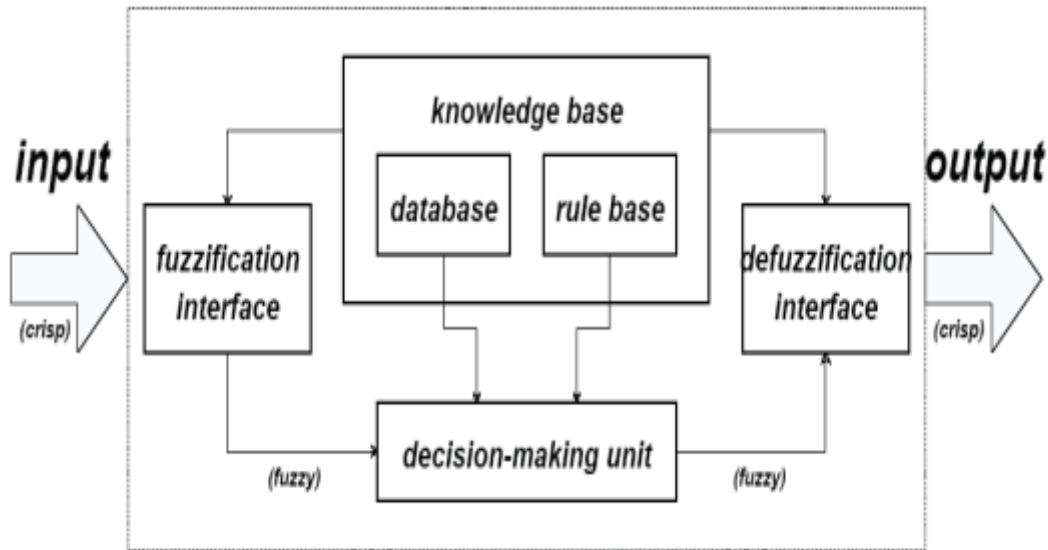 knowledge base
input
output
database
rule base
fuzzification
interface
defuzzification
interface
(crisp)
(crisp)
decision-making unit
(fuzzy)
(fuzzy)